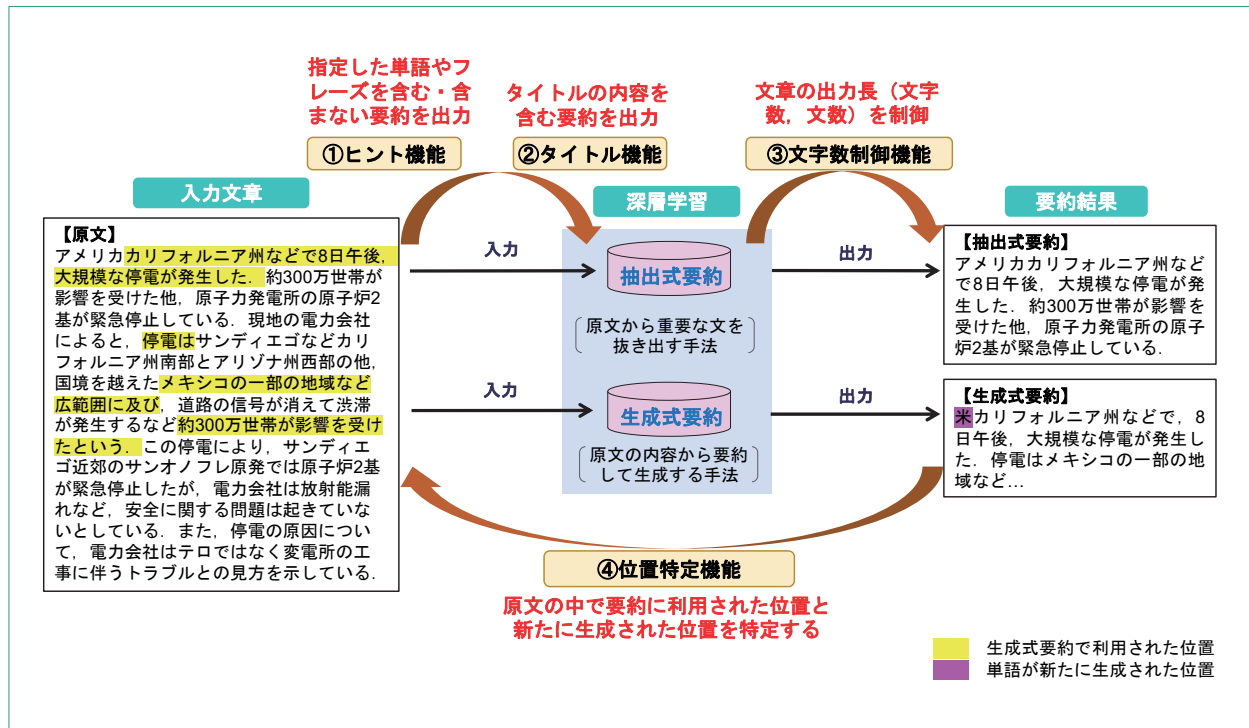 指定した単語やフ
レーズを含む・含
まない要約を出力
タイトルの内容を
含む要約を出力
文章の出力長（文字
数，文数）を制御
①ヒント機能
②タイトル機能
③文字数制御機能
入力文章
深層学習
要約結果
【原文】
アメリカカリフォルニア州などで8日午後，
大規模な停電が発生した．約300万世帯が
影響を受けた他，原子力発電所の原子炉2
基が緊急停止している．現地の電力会社
によると，停電はサンディエゴなどカリ
フォルニア州南部とアリゾナ州西部の他，
国境を越えたメキシコの一部の地域など
広範囲に及び，道路の信号が消えて渋滞
が発生するなど約300万世帯が影響を受け
たという．この停電により，サンディエ
ゴ近郊のサンオノフレ原発では原子炉2基
が緊急停止したが，電力会社は放射能漏
れなど，安全に関する問題は起きていな
いとしている．また，停電の原因につい
て，電力会社はテロではなく変電所の工
事に伴うトラブルとの見方を示している．
入力
抽出式要約
原文から重要な文を
抜き出す手法
出力
入力
生成式要約
原文の内容から要約
して生成する手法
出力
【抽出式要約】
アメリカカリフォルニア州など
で8日午後，大規模な停電が発
生した．約300万世帯が影響を
受けた他，原子力発電所の原子
炉2基が緊急停止している．
【生成式要約】
米カリフォルニア州などで，8
日午後，大規模な停電が発生し
た．停電はメキシコの一部の地
域など…
④位置特定機能
原文の中で要約に利用された位置と
新たに生成された位置を特定する
生成式要約で利用された位置
単語が新たに生成された位置